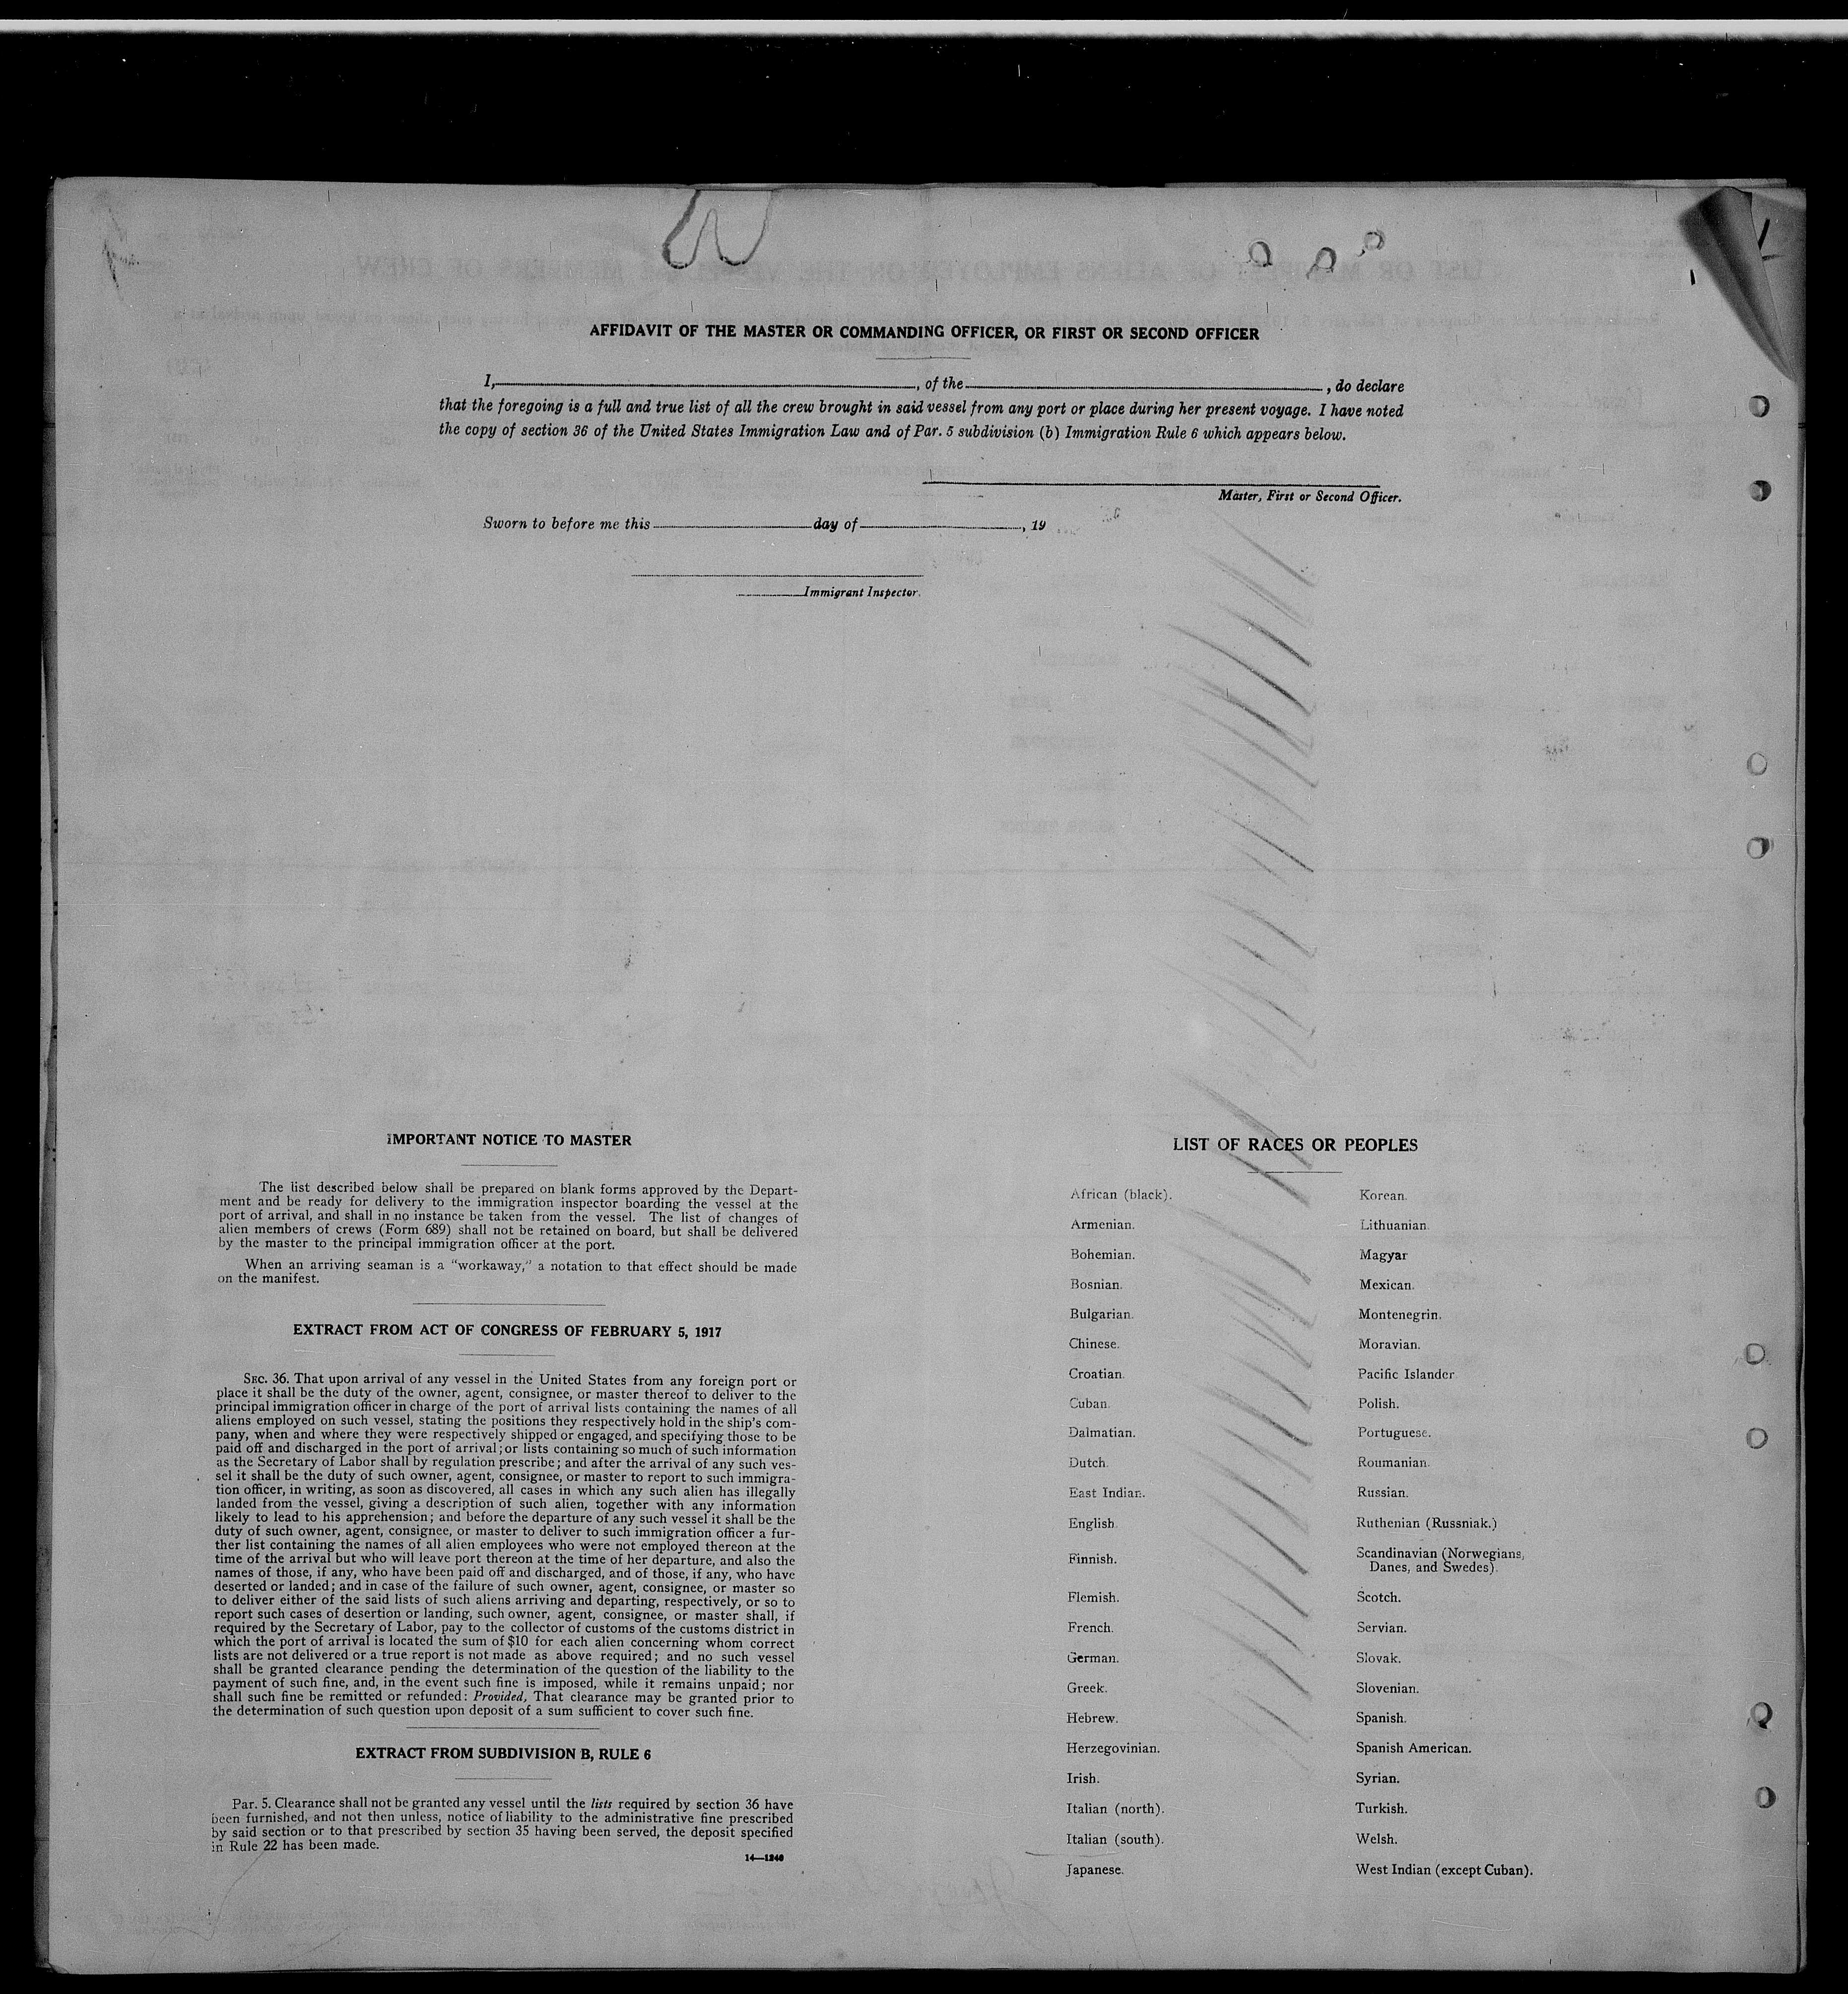 AFFIDAVIT OF THE MASTER OR COMMANDING OFFICER, OR FIRST OR SECOND OFFICER
I, , of the , do declare
that the foregoing is a full and true list of all the crew brought in said vessel from any port or place during her present voyage. I have noted
the copy of section 36 of the United States Immigration Law and of Par. 5 subdivision (b) Immigration Rule 6 which appears below.
Master, First or Second Officer.
Sworn to before me this day of , 19
Immigrant Inspector.
IMPORTANT NOTICE TO MASTER
The list described below shall be prepared on blank forms approved by the Depart-
ment and be ready for delivery to the immigration inspector boarding the vessel at the
port of arrival, and shall in no instance be taken from the vessel. The list of changes of
alien members of crews (Form 689) shall not be retained on board, but shall be delivered
by the master to the principal immigration officer at the port.
When an arriving seaman is a "workaway," a notation to that effect should be made
on the manifest.
EXTRACT FROM ACT OF CONGRESS OF FEBRUARY 5, 1917
SEC. 36. That upon arrival of any vessel in the United States from any foreign port or
place it shall be the duty of the owner, agent, consignee, or master thereof to deliver to the
principal immigration officer in charge of the port of arrival lists containing the names of all
aliens employed on such vessel, stating the positions they respectively hold in the ship's com-
pany, when and where they were respectively shipped or engaged, and specifying those to be
paid off and discharged in the port of arrival; or lists containing so much of such information
as the Secretary of Labor shall by regulation prescribe; and after the arrival of any such ves-
sel it shall be the duty of such owner, agent, consignee, or master to report to such immigra-
tion officer, in writing, as soon as discovered, all cases in which any such alien has illegally
landed from the vessel, giving a description of such alien, together with any information
likely to lead to his apprehension; and before the departure of any such vessel it shall be the
duty of such owner, agent, consignee, or master to deliver to such immigration officer a fur-
ther list containing the names of all alien employees who were not employed thereon at the
time of the arrival but who will leave port thereon at the time of her departure, and also the
names of those, if any, who have been paid off and discharged, and of those, if any, who have
deserted or landed; and in case of the failure of such owner, agent, consignee, or master so
to deliver either of the said lists of such aliens arriving and departing, respectively, or so to
report such cases of desertion or landing, such owner, agent, consignee, or master shall, if
required by the Secretary of Labor, pay to the collector of customs of the customs district in
which the port of arrival is located the sum of $10 for each alien concerning whom correct
lists are not delivered or a true report is not made as above required; and no such vessel
shall be granted clearance pending the determination of the question of the liability to the
payment of such fine, and, in the event such fine is imposed, while it remains unpaid; nor
shall such fine be remitted or refunded: Provided, That clearance may be granted prior to
the determination of such question upon deposit of a sum sufficient to cover such fine.
EXTRACT FROM SUBDIVISION B, RULE 6
Par. 5. Clearance shall not be granted any vessel until the lists required by section 36 have
been furnished, and not then unless, notice of liability to the administrative fine prescribed
by said section or to that prescribed by section 35 having been served, the deposit specified
in Rule 22 has been made.
14—1240
LIST OF RACES OR PEOPLES
African (black).
Armenian.
Bohemian.
Bosnian.
Bulgarian.
Chinese.
Croatian.
Cuban.
Dalmatian.
Dutch.
East Indian.
English.
Finnish.
Flemish.
French.
German.
Greek.
Hebrew.
Herzegovinian.
Irish.
Italian (north).
Italian (south).
Japanese.
Korean.
Lithuanian.
Magyar
Mexican.
Montenegrin.
Moravian.
Pacific Islander
Polish.
Portuguese.
Roumanian.
Russian.
Ruthenian (Russniak.)
Scandinavian (Norwegians,
Danes, and Swedes).
Scotch.
Servian.
Slovak.
Slovenian.
Spanish.
Spanish American.
Syrian.
Turkish.
Welsh.
West Indian (except Cuban).